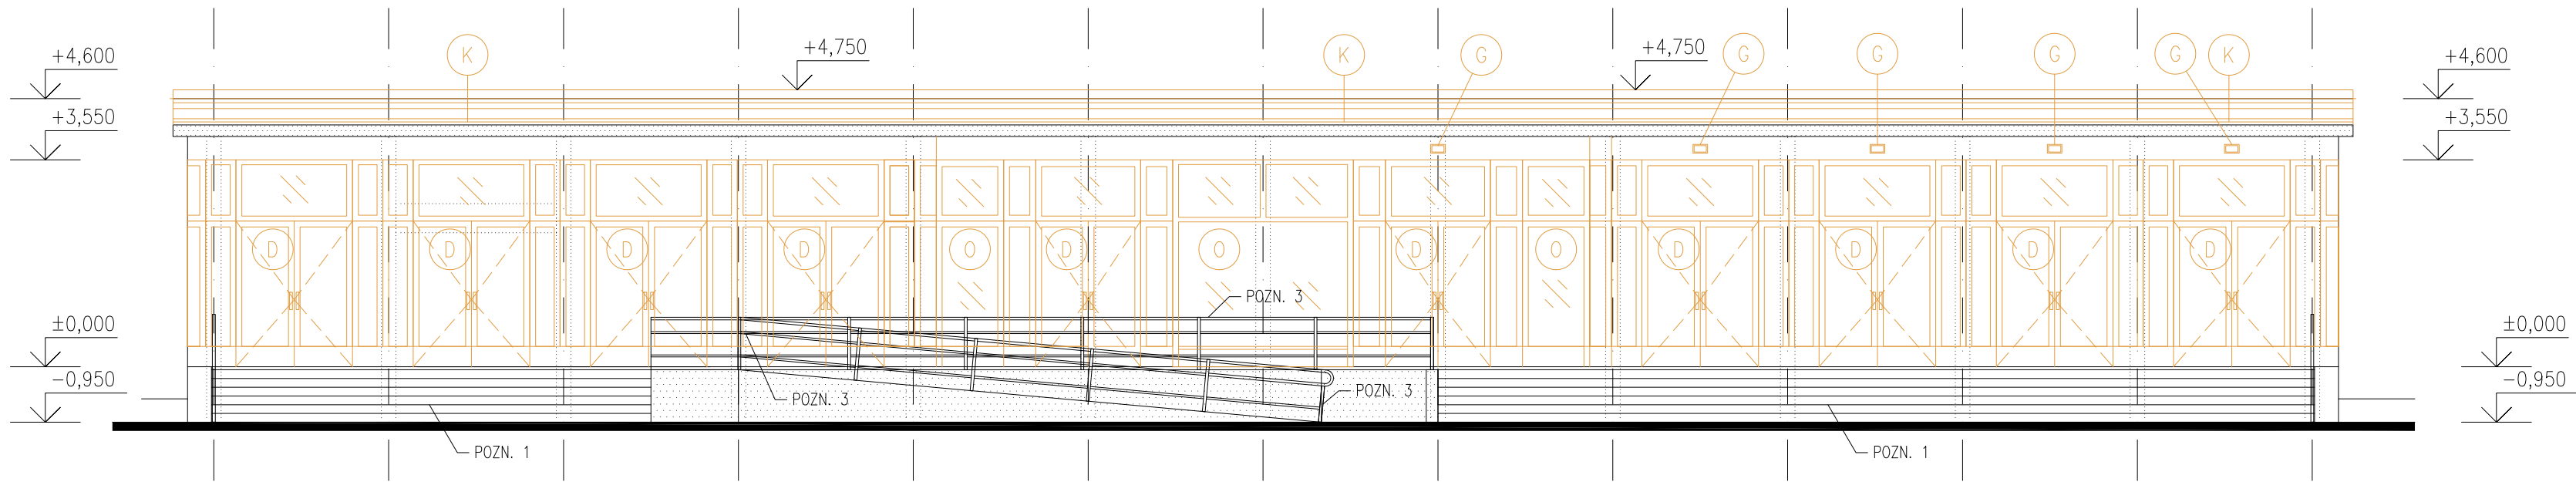 +4,600
K
+4,750
K
G
+4,750
G
G
G
G
K
+4,600
+3,550
+3,550
D
D
D
D
O
D
O
D
O
D
D
D
D
POZN. 3
±0,000
±0,000
-0,950
POZN. 3
POZN. 3
-0,950
POZN. 1
POZN. 1